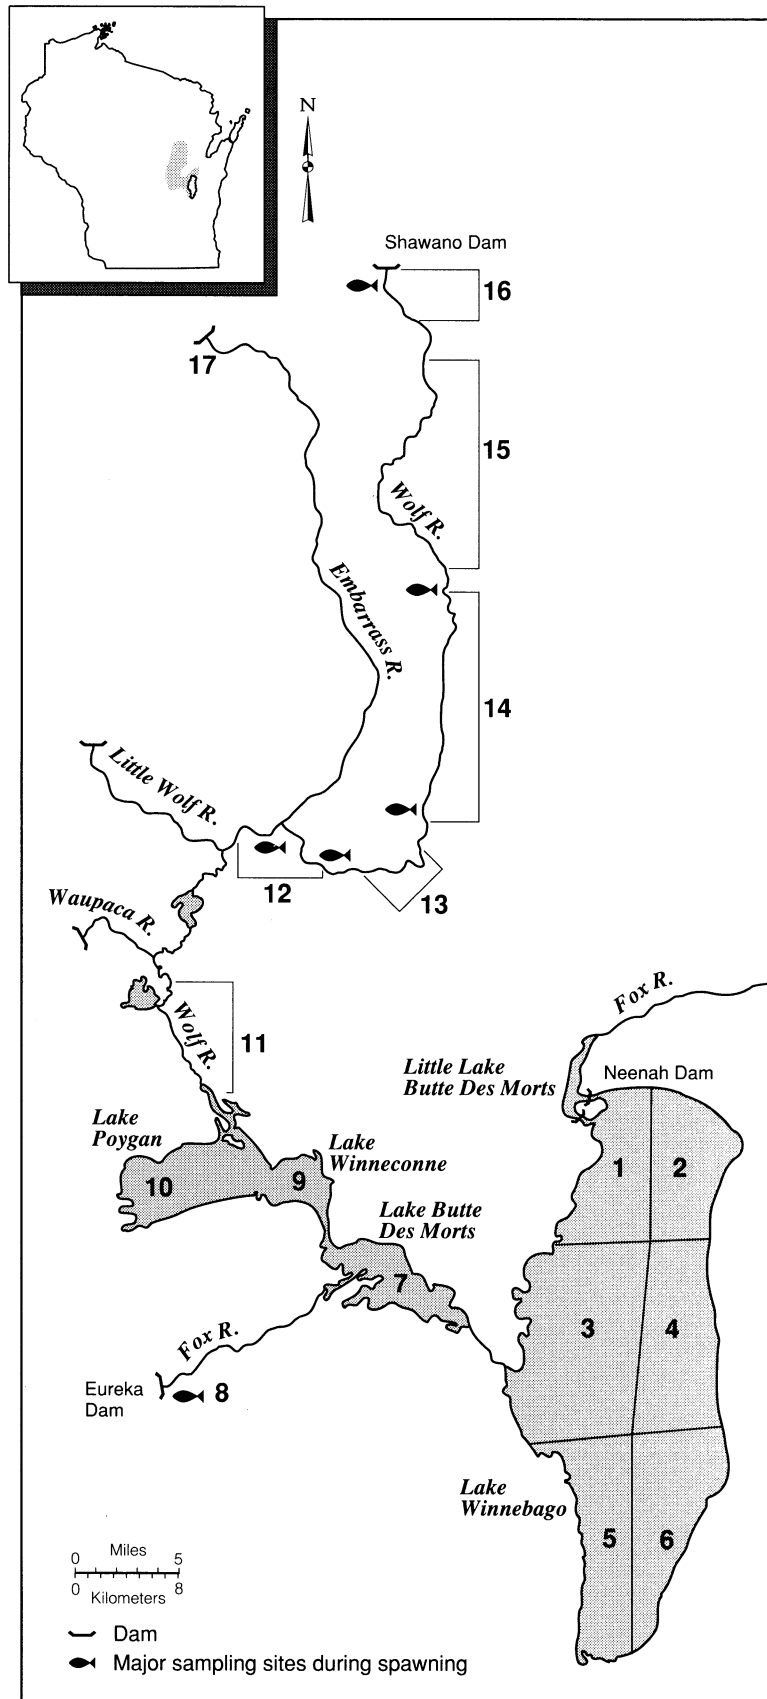 N
Shawano Dam
16
17
15
Wolf R.
Embarrass R.
14
Little Wolf R.
12
13
Waupaca R.
Fox R.
Wolf R.
11
Little Lake
Butte Des Morts
Neenah Dam
Lake
Poygan
Lake
Winneconne
1
2
10
9
Lake Butte
Des Morts
7
3
4
Fox R.
Eureka
Dam
8
Lake
Winnebago
5
6
Miles
0 5
0 8
Kilometers
Dam
Major sampling sites during spawning